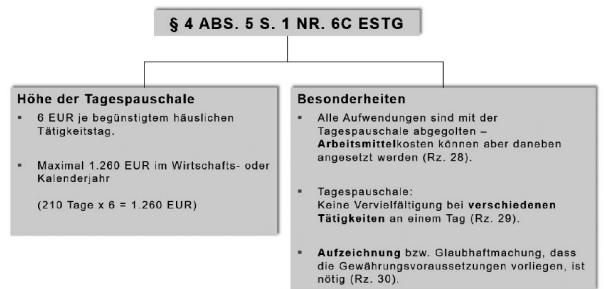 § 4 ABS. 5 S. 1 NR. 6C ESTG
Höhe der Tagespauschale
▪ 6 EUR je begünstigtem häuslichen
Tätigkeitstag.
▪ Maximal 1.260 EUR im Wirtschafts- oder
Kalenderjahr
(210 Tage x 6 = 1.260 EUR)
Besonderheiten
▪ Alle Aufwendungen sind mit der
Tagespauschale abgegolten –
Arbeitsmittelkosten können aber daneben
angesetzt werden (Rz. 28).
▪ Tagespauschale:
Keine Vervielfältigung bei verschiedenen
Tätigkeiten an einem Tag (Rz. 29).
▪ Aufzeichnung bzw. Glaubhaftmachung, dass
die Gewährungsvoraussetzungen vorliegen, ist
nötig (Rz. 30).